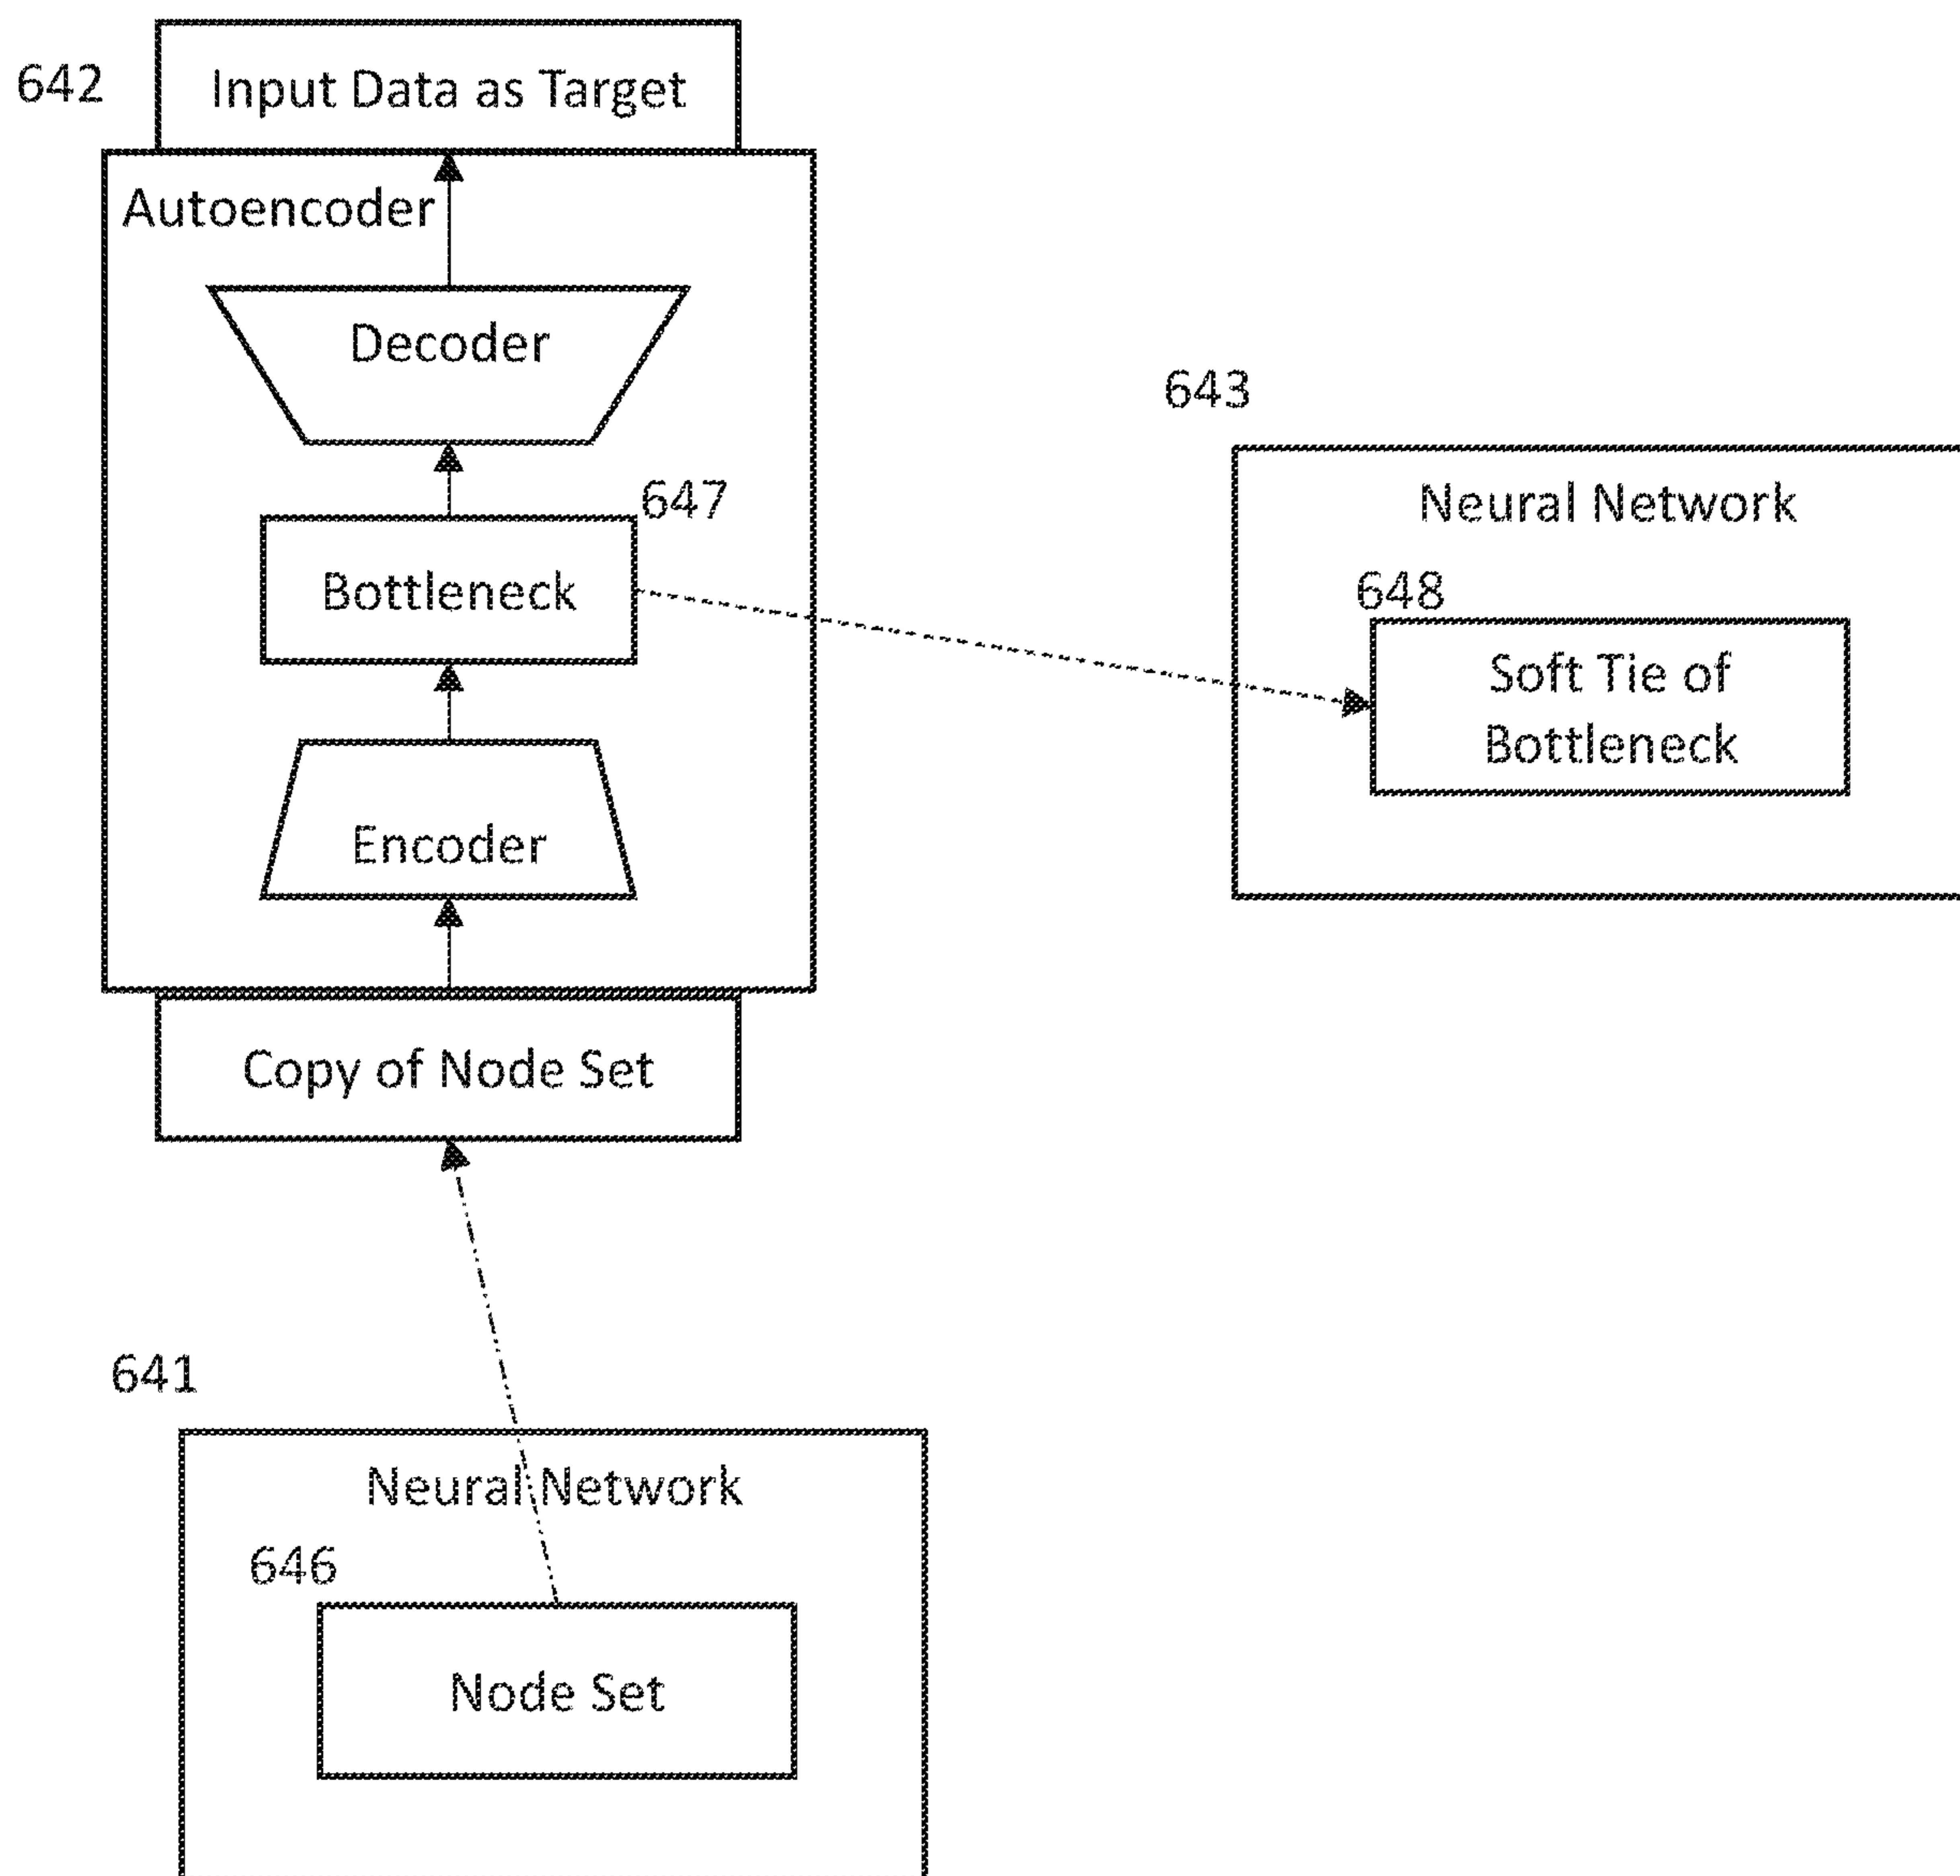 642
Input Data as Target
Autoencoder
Decoder
647
Bottleneck
Encoder
Copy of Node Set
643
Neural Network
648
Soft Tie of
Bottleneck
641
Neural Network
646
Node Set